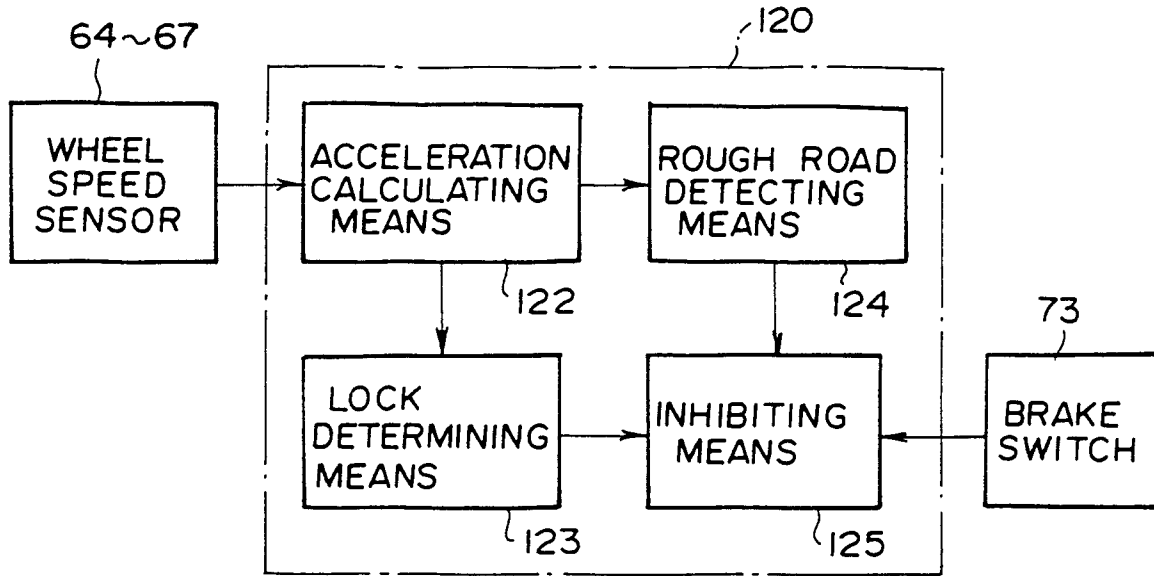 64~67
120
WHEEL
SPEED
SENSOR
ACCELERATION
CALCULATING
MEANS
122
ROUGH ROAD
DETECTING
MEANS
124
LOCK
DETERMINING
MEANS
123
INHIBITING
MEANS
125
73
BRAKE
SWITCH